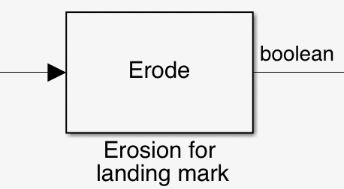 boolean
Erode
Erosion for
landing mark